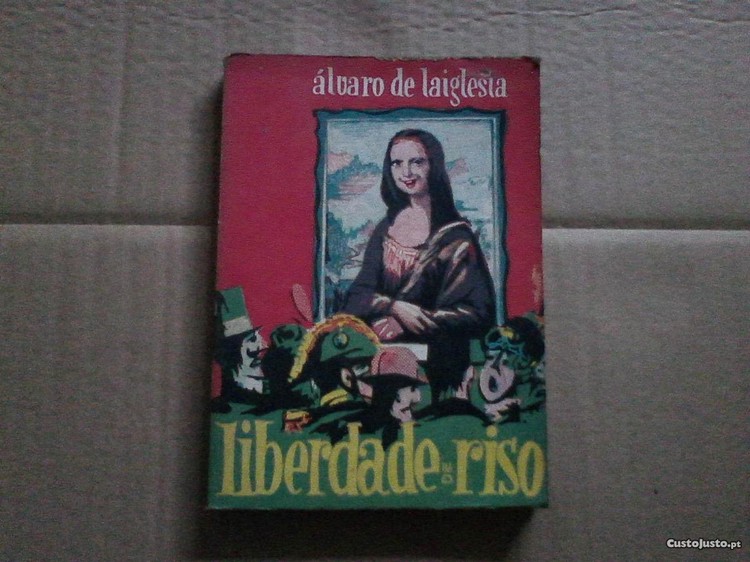 álvaro de laiglesia
liberdade riso
CustoJusto.pt